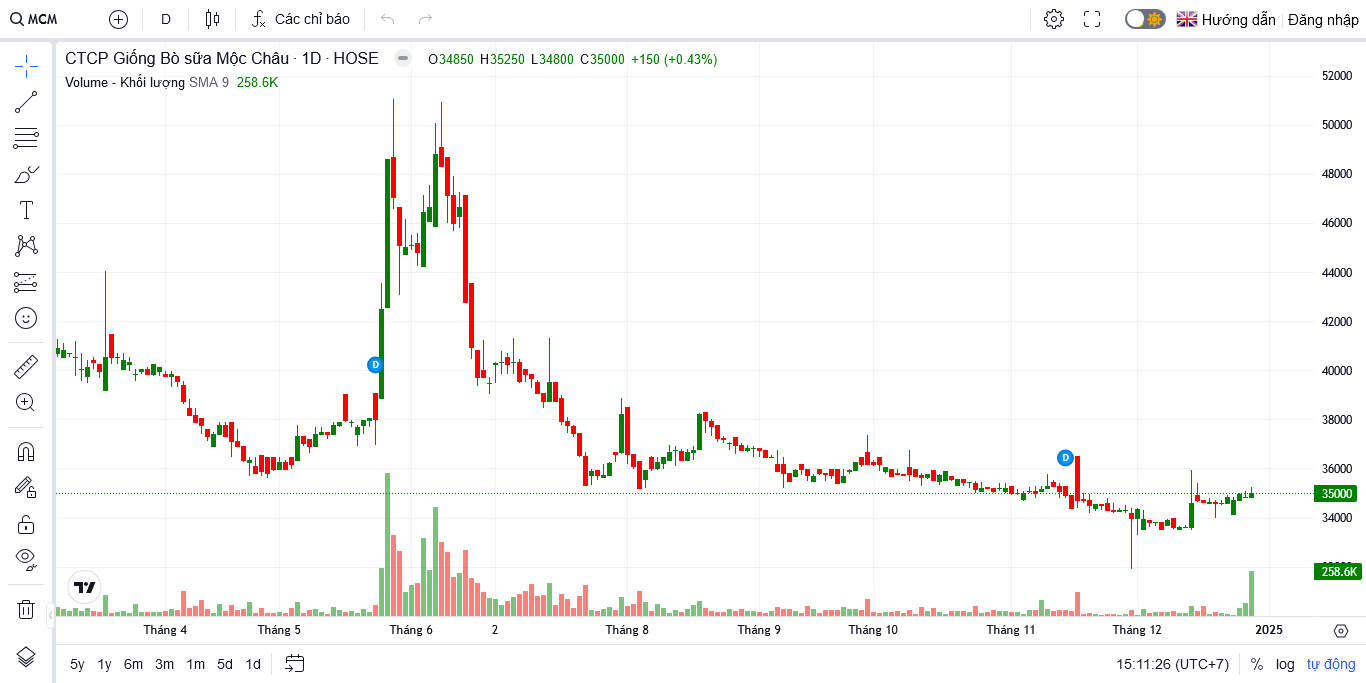 MCM D Các chỉ báo Hướng dẫn Đăng nhập
CTCP Giống Bò sữa Mộc Châu · 1D · HOSE O34850 H35250 L34800 C35000 +150 (+0.43%)
Volume - Khối lượng SMA 9 258.6K
52000
50000
48000
46000
44000
42000
40000
38000
36000
35000
34000
258.6K
D
D
Tháng 4 Tháng 5 Tháng 6 2 Tháng 8 Tháng 9 Tháng 10 Tháng 11 Tháng 12 2025
5y 1y 6m 3m 1m 5d 1d 15:11:26 (UTC+7) % log tự động